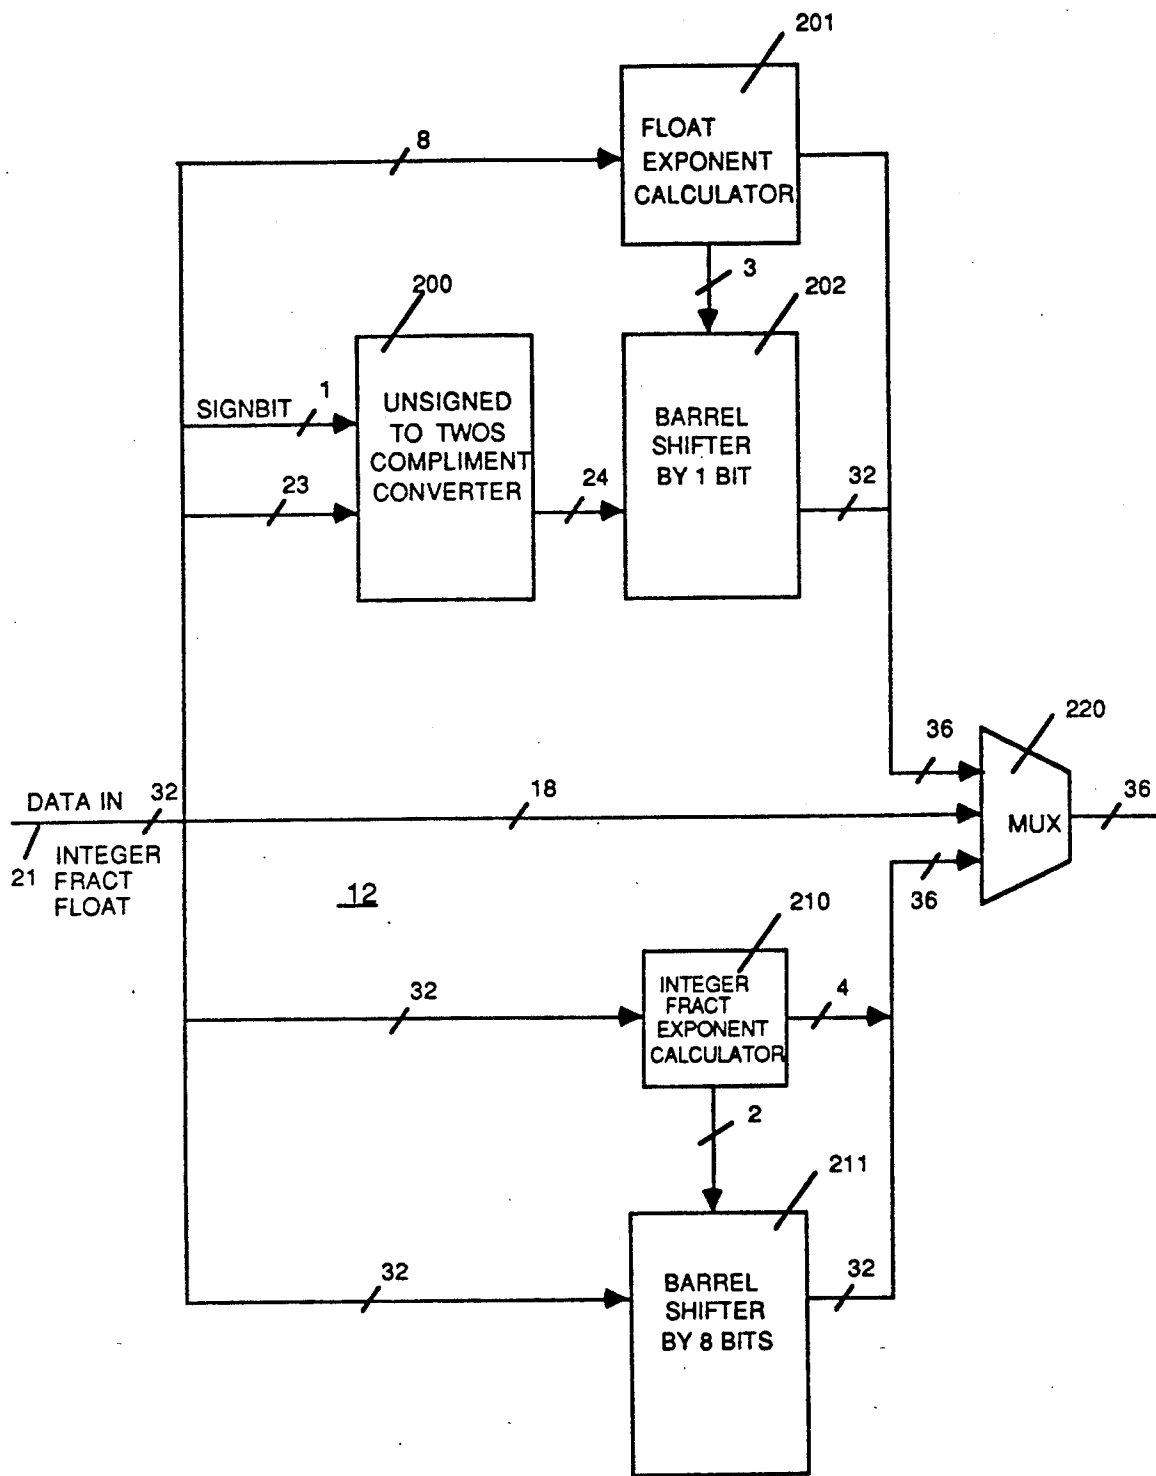 201
8
FLOAT
EXPONENT
CALCULATOR
3
200
202
SIGNBIT
1
UNSIGNED
TO TWOS
COMPLIMENT
CONVERTER
23
24
BARREL
SHIFTER
BY 1 BIT
32
36
220
DATA IN
32
18
MUX
36
21
INTEGER
FRACT
FLOAT
12
36
210
32
INTEGER
FRACT
EXPONENT
CALCULATOR
4
2
211
32
BARREL
SHIFTER
BY 8 BITS
32